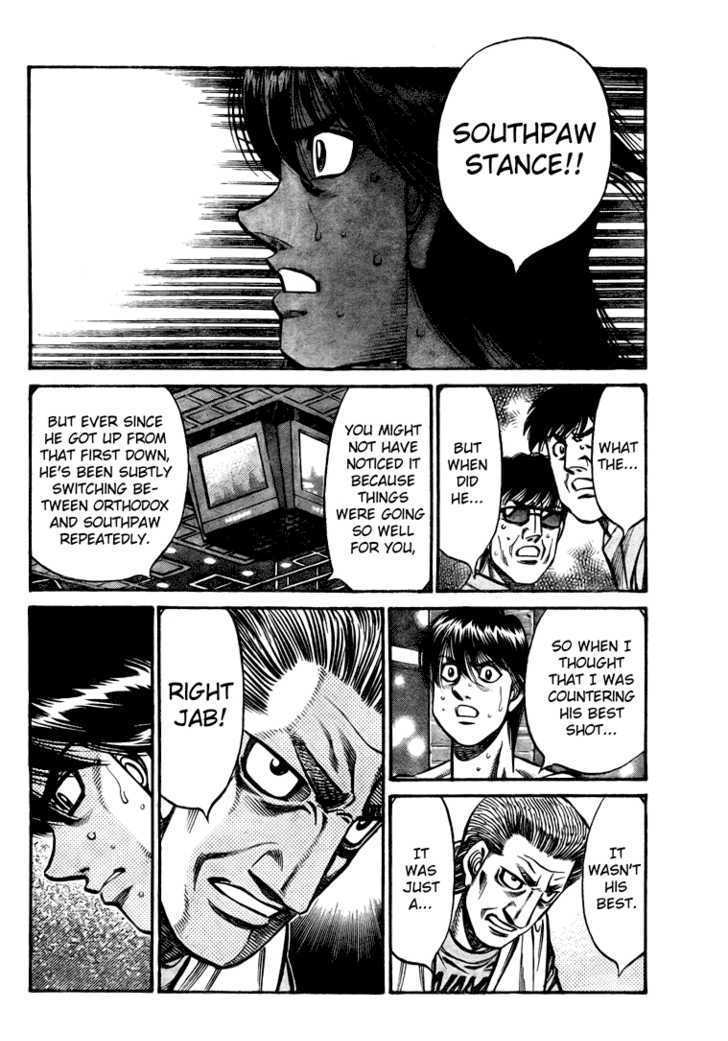 SOUTHPAW
STANCE!!
WHAT
THE...
BUT
WHEN
DID
HE...
YOU MIGHT
NOT HAVE
NOTICED IT
BECAUSE
THINGS
WERE GOING
SO WELL
FOR YOU,
BUT EVER SINCE
HE GOT UP FROM
THAT FIRST DOWN,
HE'S BEEN SUBTLY
SWITCHING BE-
TWEEN ORTHODOX
AND SOUTHPAW
REPEATEDLY.
SO WHEN I
THOUGHT
THAT I WAS
COUNTERING
HIS BEST
SHOT...
IT
WASN'T
HIS
BEST.
IT
WAS
JUST
A...
RIGHT
JAB!